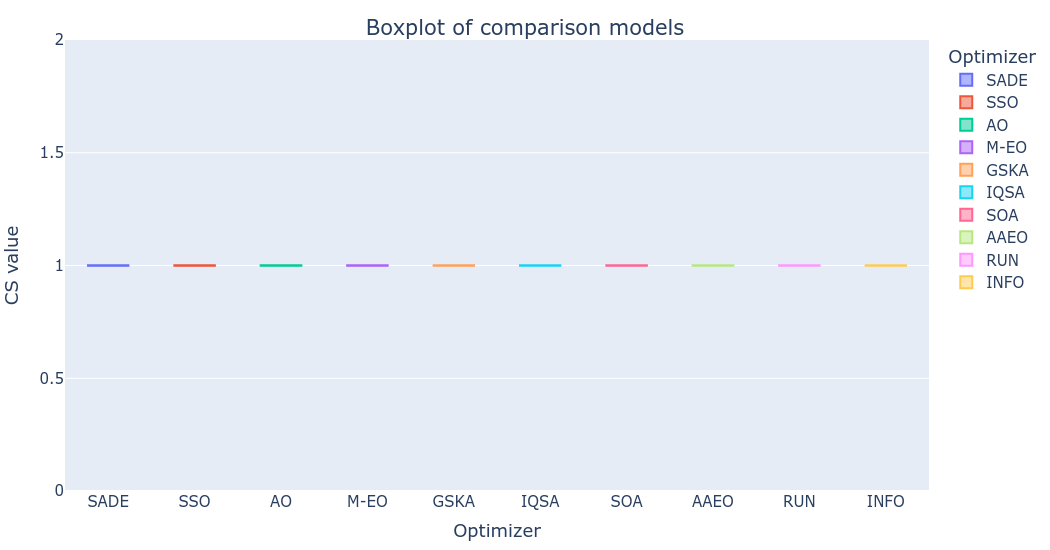 Boxplot of comparison models
2
1.5
1
0.5
0
CS value
SADE SSO AO M-EO GSKA IQSA SOA AAEO RUN INFO
Optimizer
Optimizer
SADE
SSO
AO
M-EO
GSKA
IQSA
SOA
AAEO
RUN
INFO